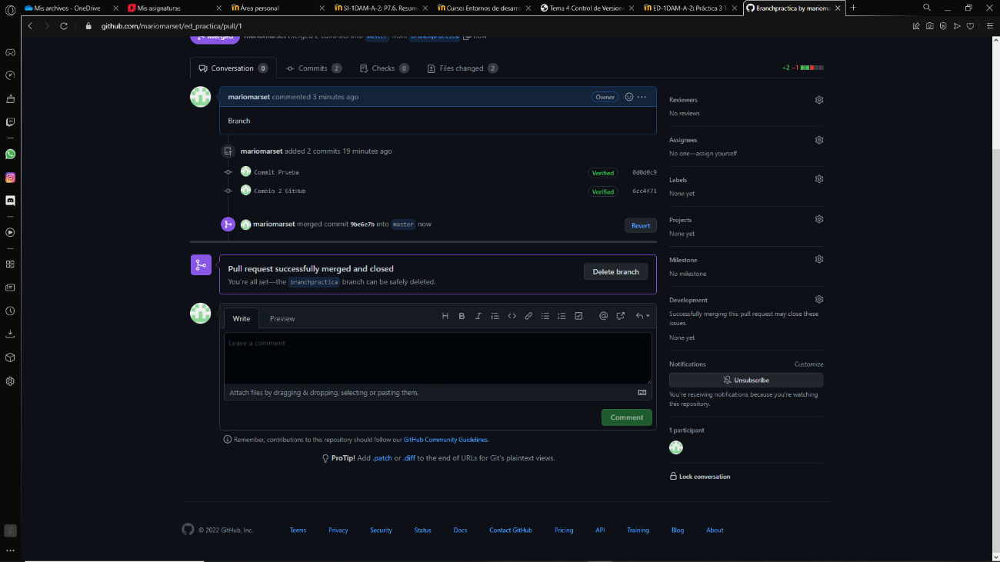 Mis archivos - OneDrive
Mis asignaturas
Área personal
SI-1DAM-A-2: P7.6. Resum
Curso: Entornos de desarro
Tema 4 Control de Version
ED-1DAM-A-2: Práctica 3 T
Branchpractica by marioma
github.com/mariomarset/ed_practica/pull/1
Merged mariomarset merged 2 commits into master from branchpractica now
Conversation 0
Commits 2
Checks 0
Files changed 2
+2 −1
mariomarset commented 3 minutes ago
Owner
Branch
mariomarset added 2 commits 19 minutes ago
Commit Prueba
Verified
8d0d0c9
Cambio 2 GitHub
Verified
6cc4f71
mariomarset merged commit 9be6e7b into master now
Revert
Pull request successfully merged and closed
You're all set—the branchpractica branch can be safely deleted.
Delete branch
Write
Preview
Leave a comment
Attach files by dragging & dropping, selecting or pasting them.
Comment
Remember, contributions to this repository should follow our GitHub Community Guidelines.
ProTip! Add .patch or .diff to the end of URLs for Git's plaintext views.
Reviewers
No reviews
Assignees
No one—assign yourself
Labels
None yet
Projects
None yet
Milestone
No milestone
Development
Successfully merging this pull request may close these
issues.
None yet
Notifications
Customize
Unsubscribe
You're receiving notifications because you're watching
this repository.
1 participant
Lock conversation
© 2022 GitHub, Inc.
Terms
Privacy
Security
Status
Docs
Contact GitHub
Pricing
API
Training
Blog
About